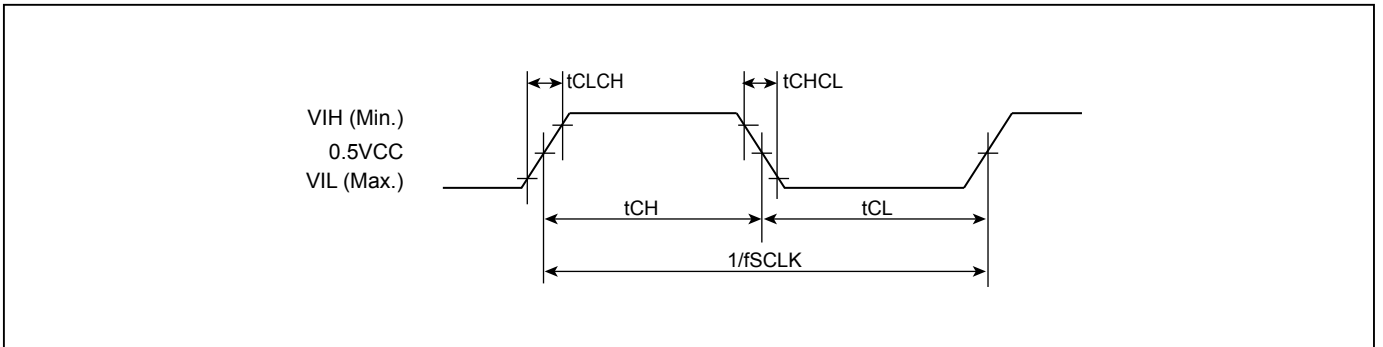 tCLCH
tCHCL
VIH (Min.)
0.5VCC
VIL (Max.)
tCH
tCL
1/fSCLK